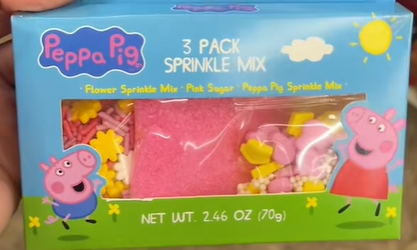 Peppa Pig
3 PACK
SPRINKLE MIX
· Flower Sprinkle Mix · Pink Sugar · Peppa Pig Sprinkle Mix ·
NET WT. 2.46 OZ (70g)